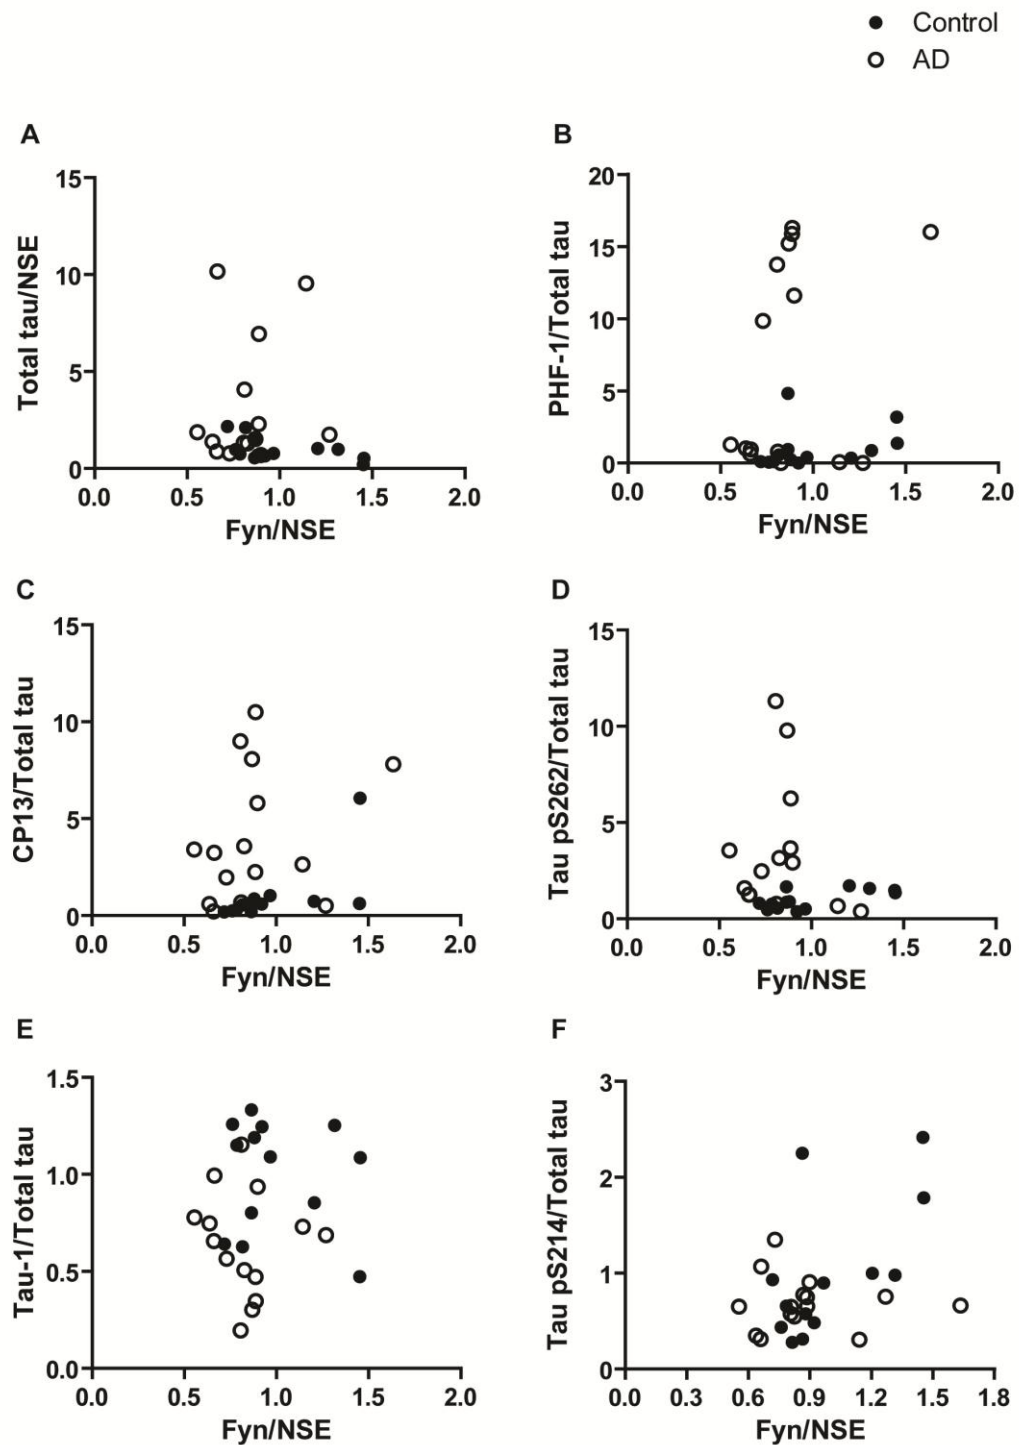 Control
AD
A
B
15
10
5
0
Total tau/NSE
0.0 0.5 1.0 1.5 2.0
Fyn/NSE
20
15
10
5
0
PHF-1/Total tau
0.0 0.5 1.0 1.5 2.0
Fyn/NSE
C
D
15
10
5
0
CP13/Total tau
0.0 0.5 1.0 1.5 2.0
Fyn/NSE
15
10
5
0
Tau pS262/Total tau
0.0 0.5 1.0 1.5 2.0
Fyn/NSE
E
F
1.5
1.0
0.5
0.0
Tau-1/Total tau
0.0 0.5 1.0 1.5 2.0
Fyn/NSE
3
2
1
0
Tau pS214/Total tau
0.0 0.3 0.6 0.9 1.2 1.5 1.8
Fyn/NSE